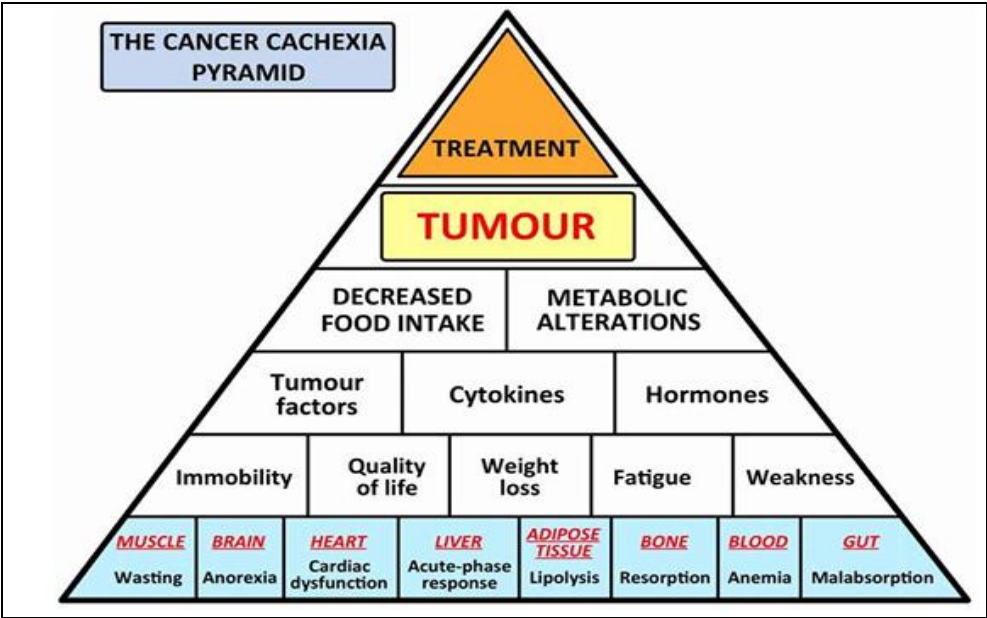 THE CANCER CACHEXIA
PYRAMID
TREATMENT
TUMOUR
DECREASED
FOOD INTAKE
METABOLIC
ALTERATIONS
Tumour
factors
Cytokines
Hormones
Immobility
Quality
of life
Weight
loss
Fatigue
Weakness
MUSCLE
Wasting
BRAIN
Anorexia
HEART
Cardiac
dysfunction
LIVER
Acute-phase
response
ADIPOSE
TISSUE
Lipolysis
BONE
Resorption
BLOOD
Anemia
GUT
Malabsorption